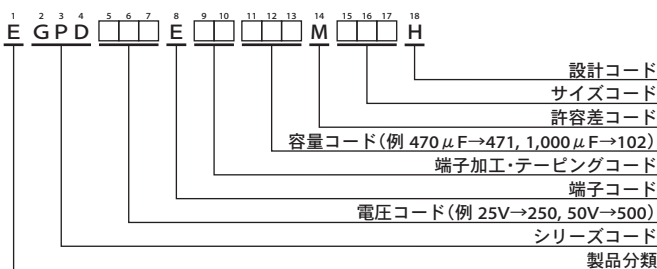 1 2 3 4 5 6 7 8 9 10 11 12 13 14 15 16 17 18
E GPD □□□ E □□ □□□ M □□□ H
設計コード
サイズコード
許容差コード
容量コード(例 470μF→471, 1,000μF→102)
端子加工・テーピングコード
端子コード
電圧コード(例 25V→250, 50V→500)
シリーズコード
製品分類